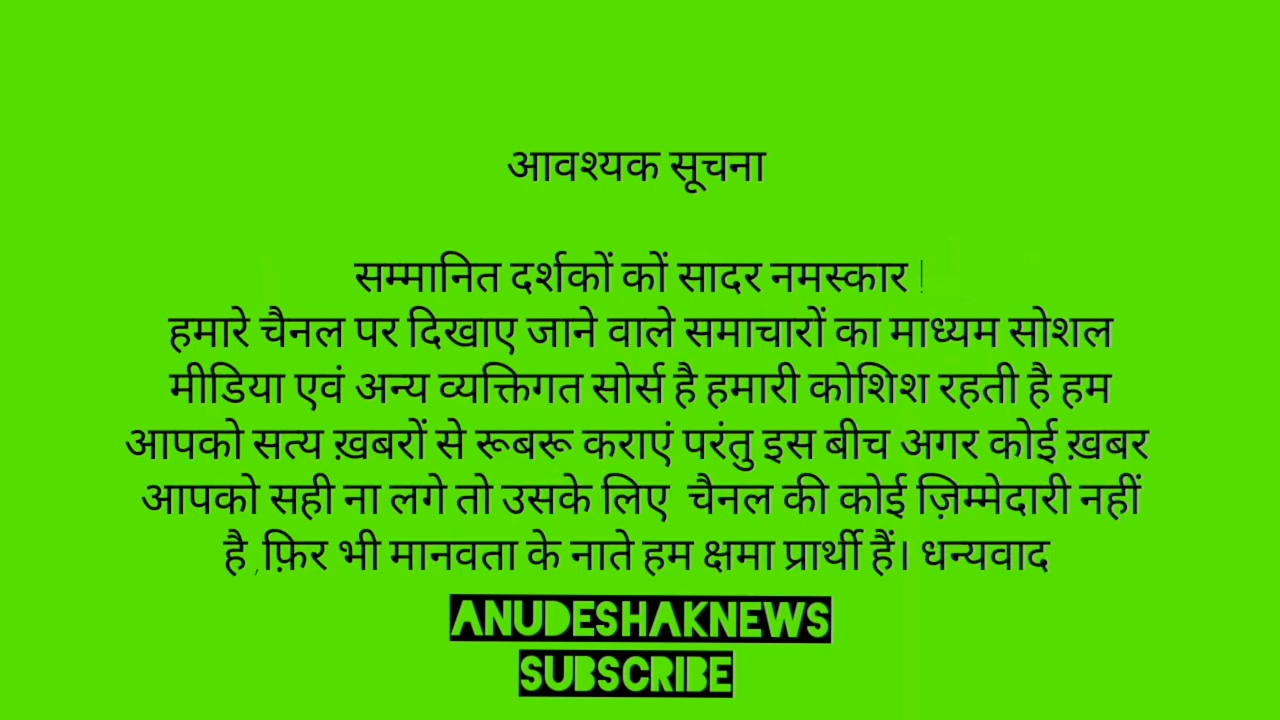 आवश्यक सूचना
सम्मानित दर्शकों कों सादर नमस्कार !
हमारे चैनल पर दिखाए जाने वाले समाचारों का माध्यम सोशल
मीडिया एवं अन्य व्यक्तिगत सोर्स है हमारी कोशिश रहती है हम
आपको सत्य ख़बरों से रूबरू कराएं परंतु इस बीच अगर कोई ख़बर
आपको सही ना लगे तो उसके लिए चैनल की कोई ज़िम्मेदारी नहीं
है ,फ़िर भी मानवता के नाते हम क्षमा प्रार्थी हैं। धन्यवाद
ANUDESHAKNEWS
SUBSCRIBE